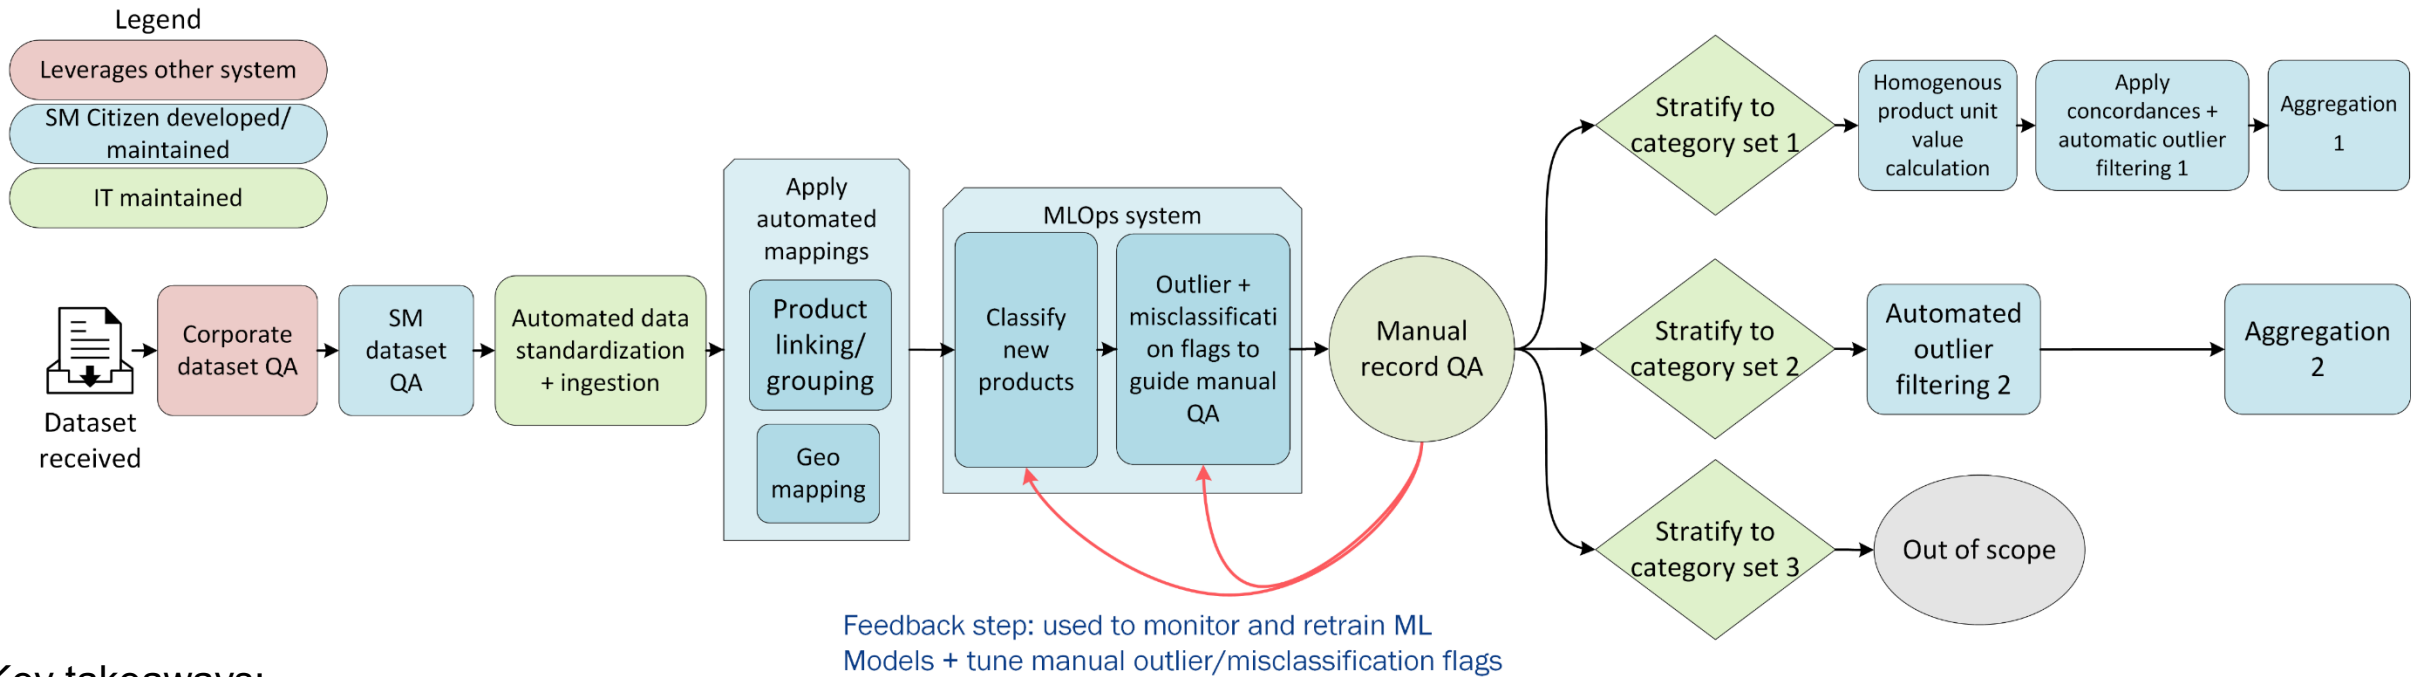 Legend
Leverages other system
SM Citizen developed/
maintained
IT maintained
Dataset
received
Corporate
dataset QA
SM
dataset
QA
Automated data
standardization
+ ingestion
Apply
automated
mappings
Product
linking/
grouping
Geo
mapping
MLOps system
Classify
new
products
Outlier +
misclassificati
on flags to
guide manual
QA
Manual
record QA
Stratify to
category set 1
Homogenous
product unit
value
calculation
Apply
concordances +
automatic outlier
filtering 1
Aggregation
1
Stratify to
category set 2
Automated
outlier
filtering 2
Aggregation
2
Stratify to
category set 3
Out of scope
Feedback step: used to monitor and retrain ML
Models + tune manual outlier/misclassification flags
Key takeaways: